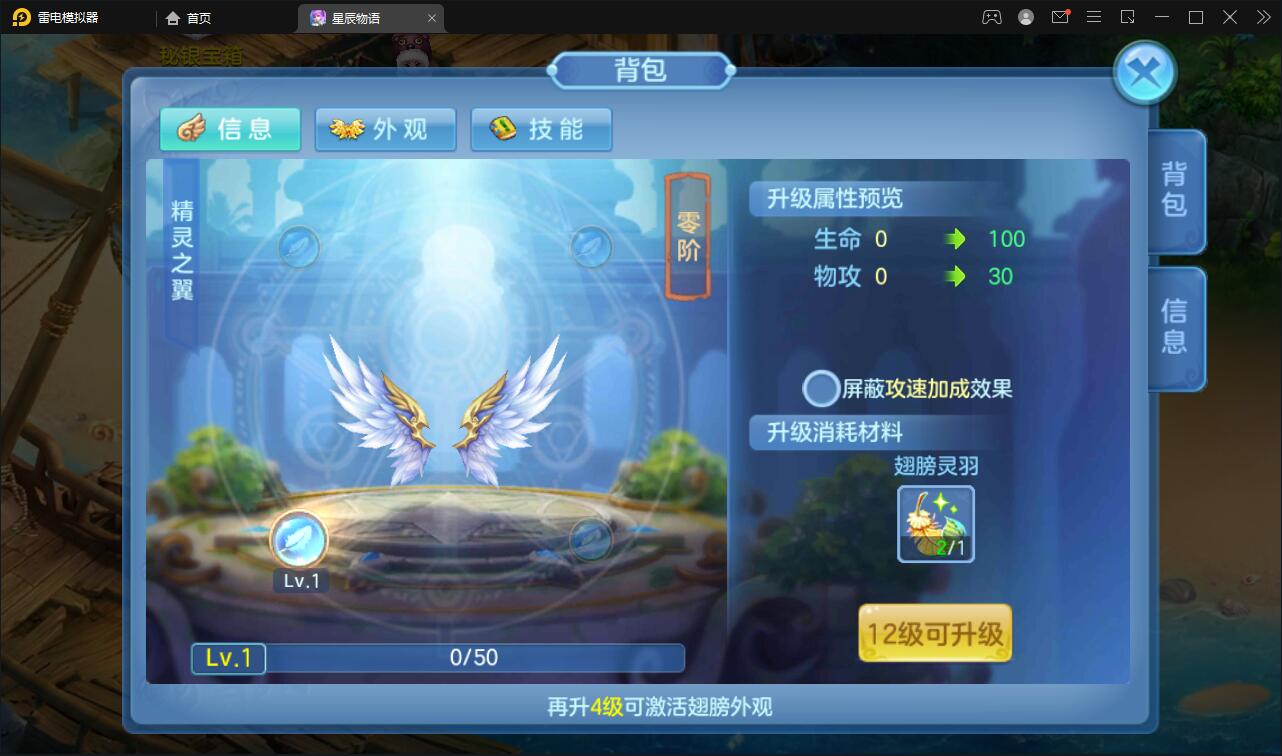 雷电模拟器
首页
星辰物语
秘银宝箱
背包
信息
外观
技能
背包
信息
精灵之翼
零阶
升级属性预览
生命 0 100
物攻 0 30
屏蔽攻速加成效果
升级消耗材料
翅膀灵羽
2/1
12级可升级
Lv.1
Lv.1 0/50
再升4级可激活翅膀外观